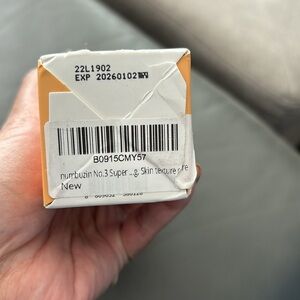 22L1902
EXP 20260102
B0915CMY57
numbuzin No.3 Super ...g, Skin texture
New